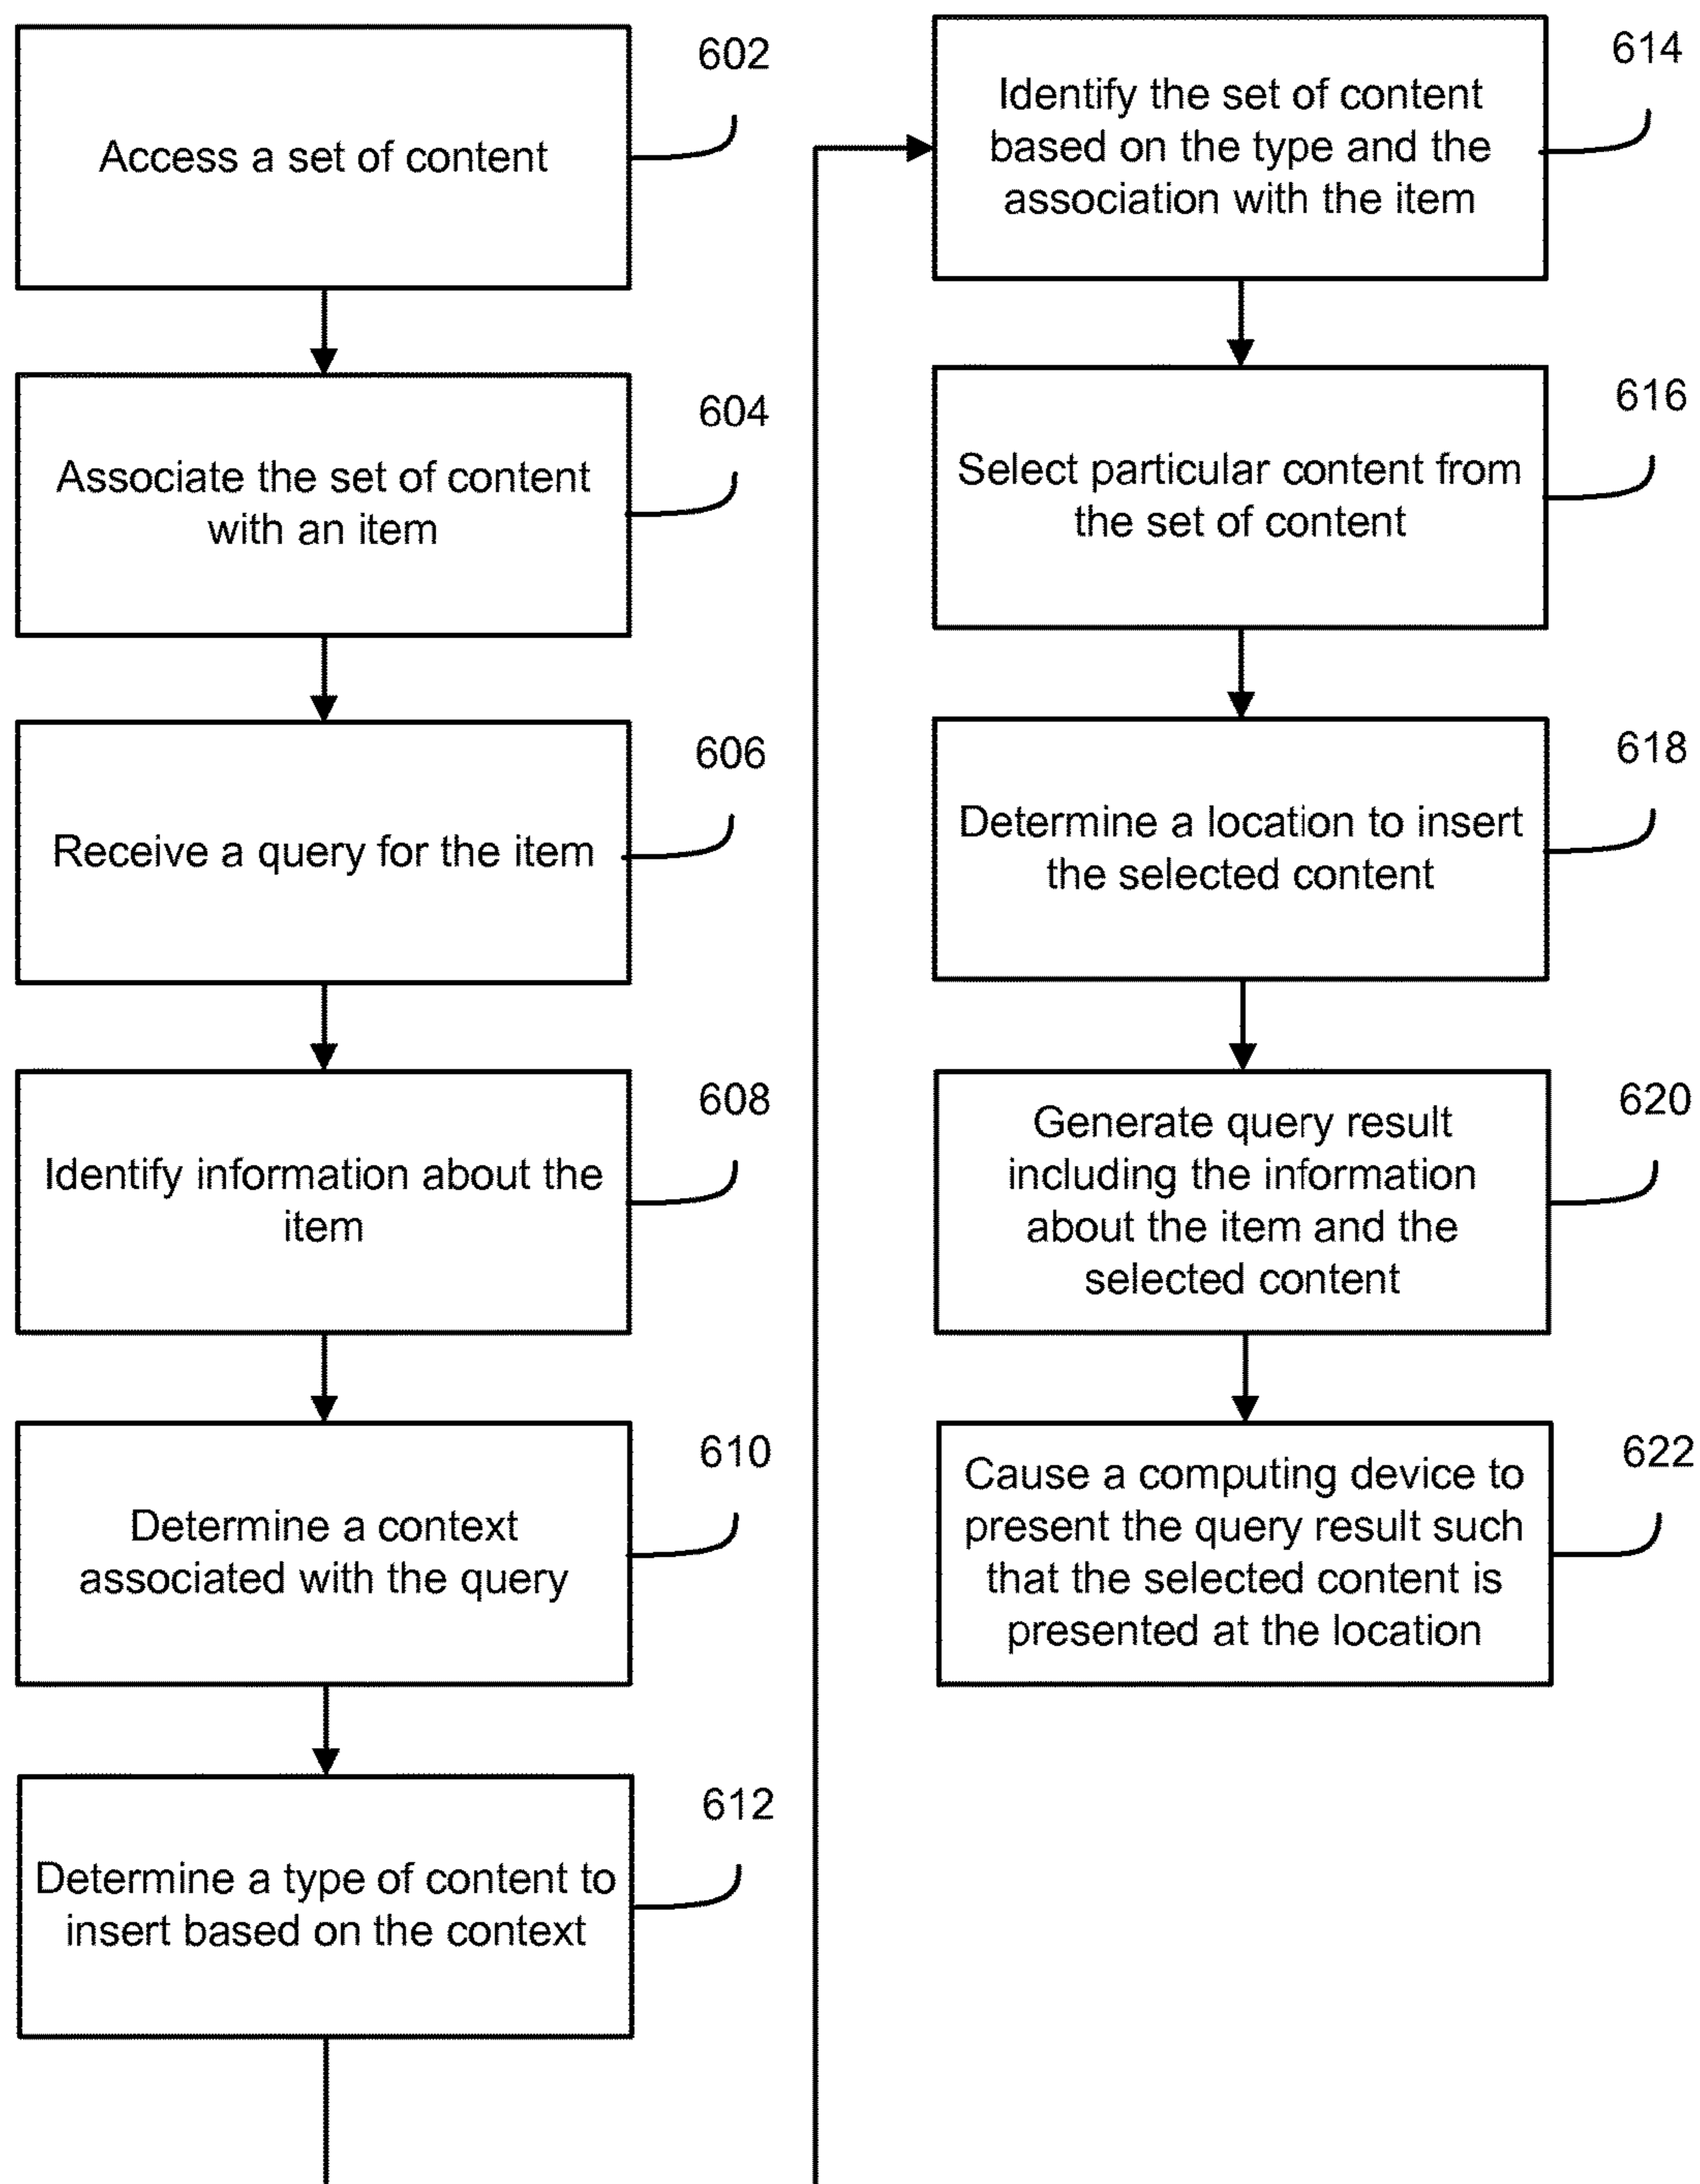 602
Access a set of content
604
Associate the set of content
with an item
606
Receive a query for the item
608
Identify information about the
item
610
Determine a context
associated with the query
612
Determine a type of content to
insert based on the context
614
Identify the set of content
based on the type and the
association with the item
616
Select particular content from
the set of content
618
Determine a location to insert
the selected content
620
Generate query result
including the information
about the item and the
selected content
622
Cause a computing device to
present the query result such
that the selected content is
presented at the location